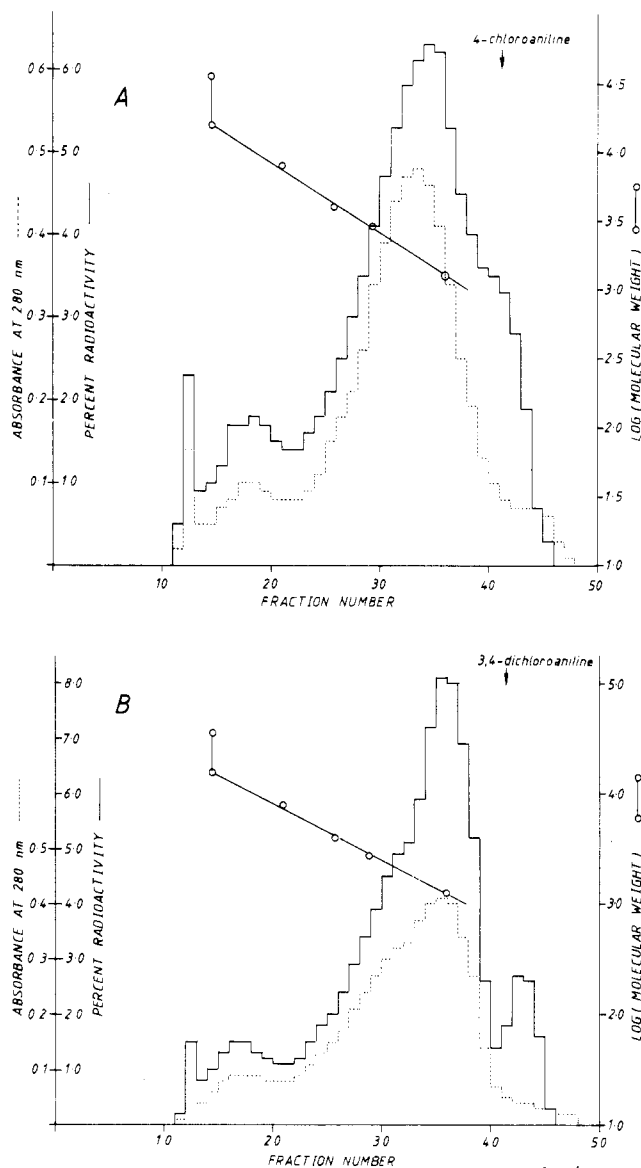 4-chloroaniline
A
ABSORBANCE AT 280 nm
PERCENT RADIOACTIVITY
0.6 6.0
0.5 5.0
0.4 4.0
0.3 3.0
0.2 2.0
0.1 1.0
4.5
4.0
3.5
3.0
2.5
2.0
1.5
1.0
LOG (MOLECULAR WEIGHT)
10 20 30 40 50
FRACTION NUMBER
3,4-dichloroaniline
B
ABSORBANCE AT 280 nm
PERCENT RADIOACTIVITY
8.0
7.0
6.0
0.5 5.0
0.4 4.0
0.3 3.0
0.2 2.0
0.1 1.0
5.0
4.0
3.0
2.0
1.0
LOG (MOLECULAR WEIGHT)
10 20 30 40 50
FRACTION NUMBER